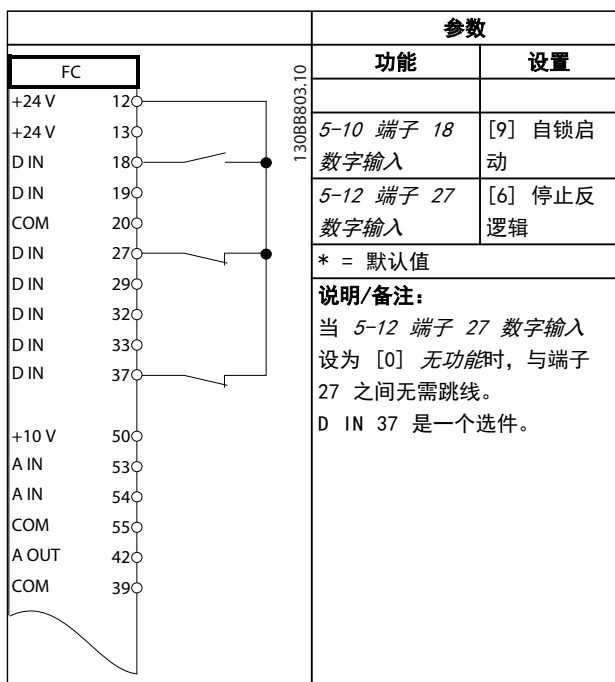 FC
+24 V 12
+24 V 13
D IN 18
D IN 19
COM 20
D IN 27
D IN 29
D IN 32
D IN 33
D IN 37
+10 V 50
A IN 53
A IN 54
COM 55
A OUT 42
COM 39
130BB803.10
参数
功能 设置
5-10 端子 18 [9] 自锁启
数字输入 动
5-12 端子 27 [6] 停止反
数字输入 逻辑
* = 默认值
说明/备注:
当 5-12 端子 27 数字输入
设为 [0] 无功能时, 与端子
27 之间无需跳线。
D IN 37 是一个选件。